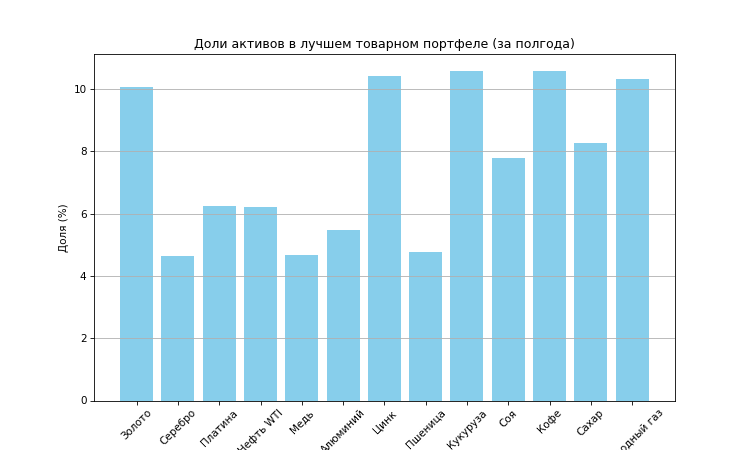 Доли активов в лучшем товарном портфеле (за полгода)
Доля (%)
10
8
6
4
2
0
Золото
Серебро
Платина
Нефть WTI
Медь
Алюминий
Цинк
Пшеница
Кукуруза
Соя
Кофе
Сахар
газ